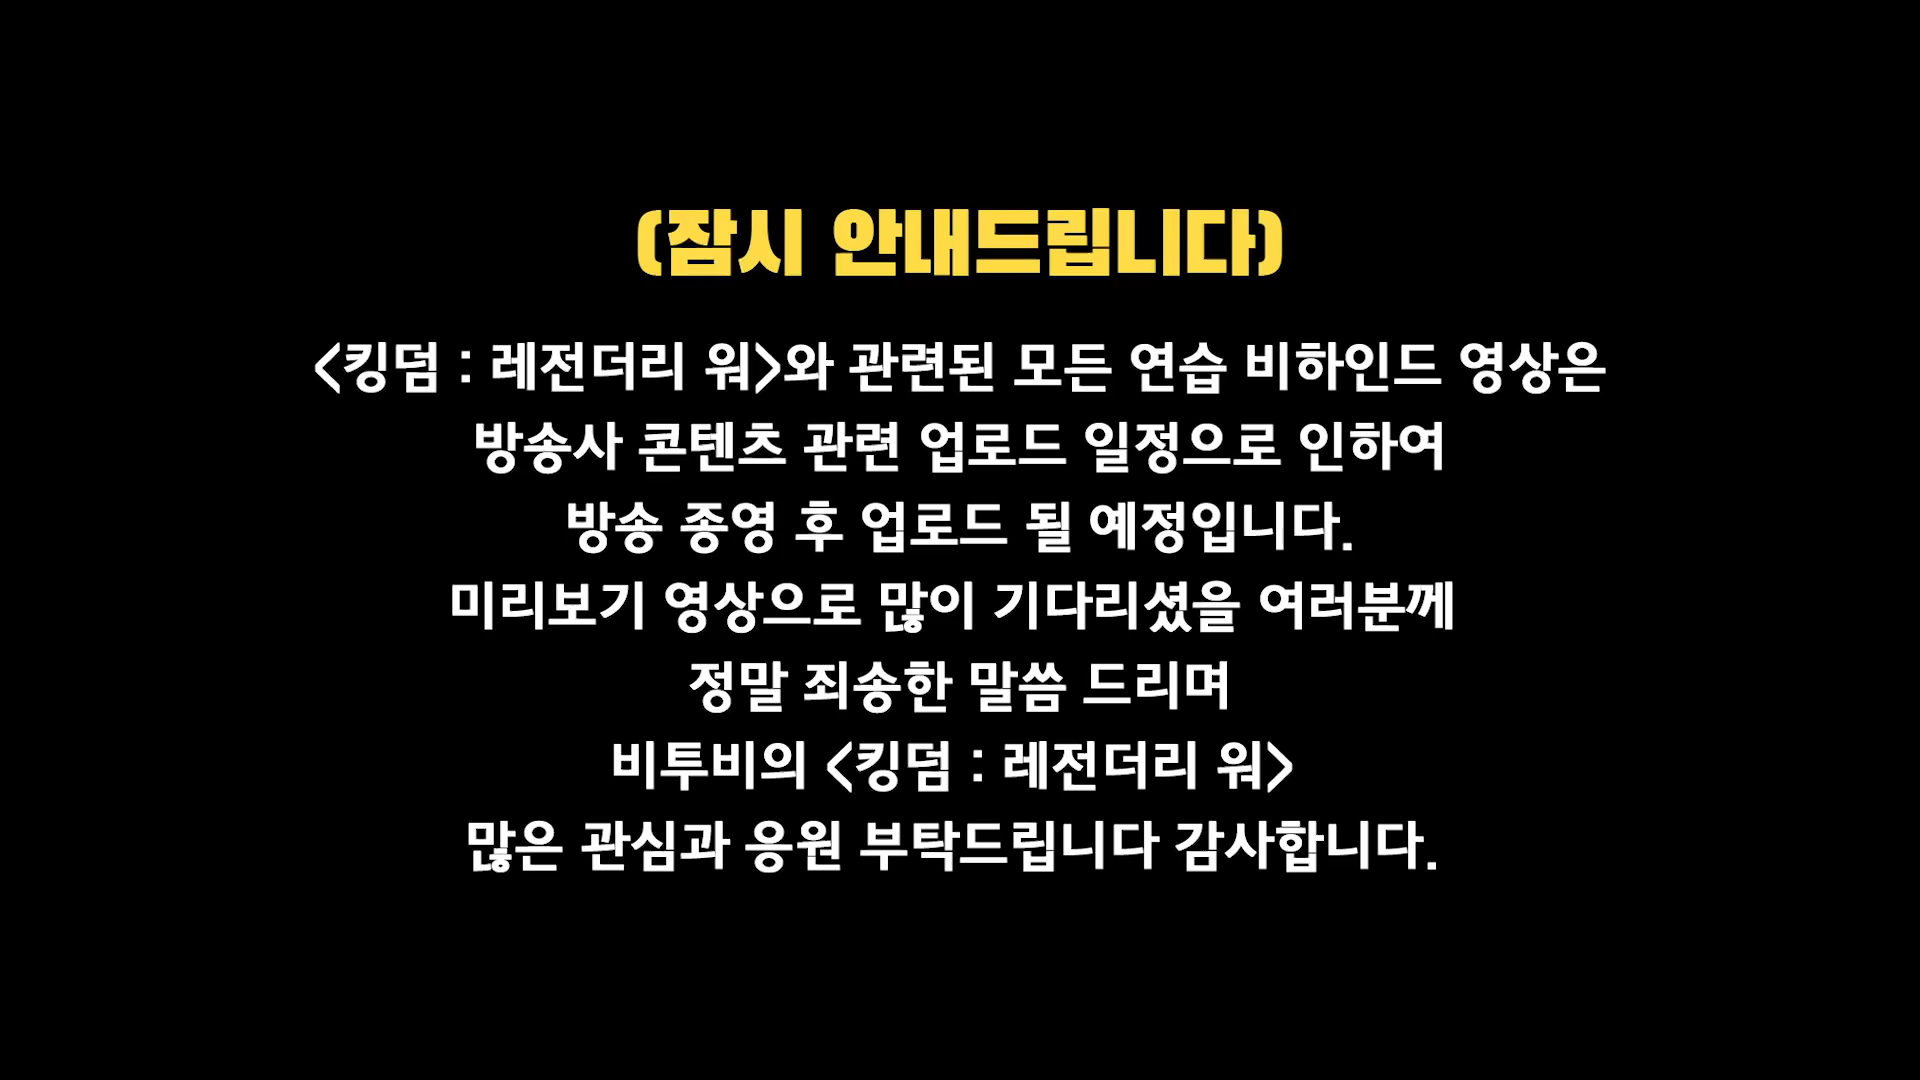 (잠시 안내드립니다)
<킹덤 : 레전더리 워>와 관련된 모든 연습 비하인드 영상은
방송사 콘텐츠 관련 업로드 일정으로 인하여
방송 종영 후 업로드 될 예정입니다.
미리보기 영상으로 많이 기다리셨을 여러분께
정말 죄송한 말씀 드리며
비투비의 <킹덤 : 레전더리 워>
많은 관심과 응원 부탁드립니다 감사합니다.